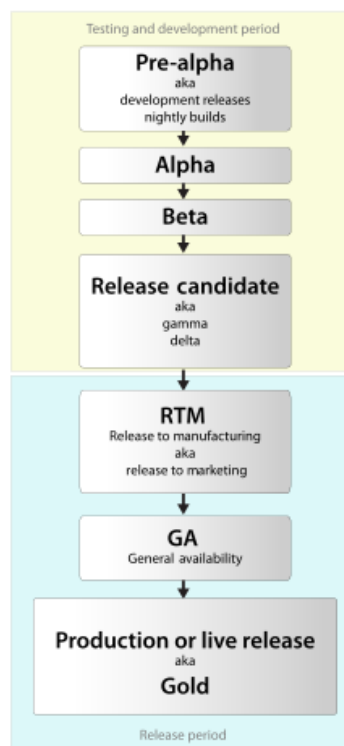 Testing and development period
Pre-alpha
aka
development releases
nightly builds
Alpha
Beta
Release candidate
aka
gamma
delta
RTM
Release to manufacturing
aka
release to marketing
GA
General availability
Production or live release
aka
Gold
Release period